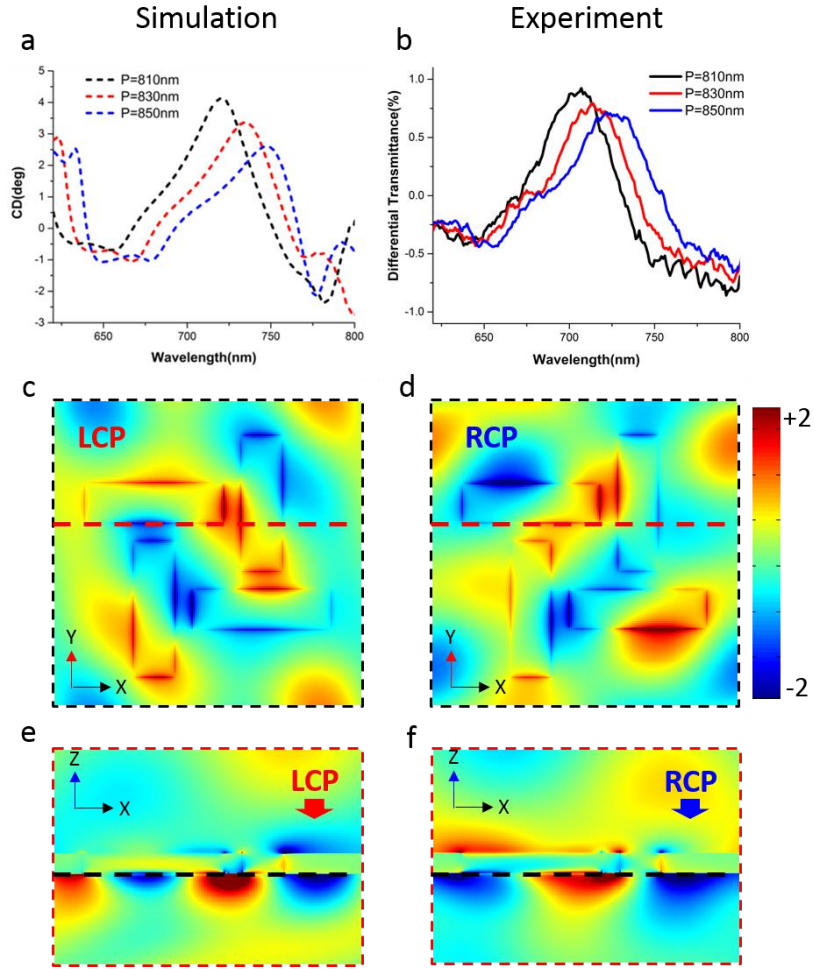 Simulation
Experiment
a
P=810nm
P=830nm
P=850nm
CD(deg)
5
4
3
2
1
0
-1
-2
-3
650
700
750
800
Wavelength(nm)
b
P=810nm
P=830nm
P=850nm
Differential Transmittance(%)
1.0
0.5
0.0
-0.5
-1.0
650
700
750
800
Wavelength(nm)
c
LCP
Y
X
d
RCP
Y
X
+2
-2
e
Z
X
LCP
f
Z
X
RCP